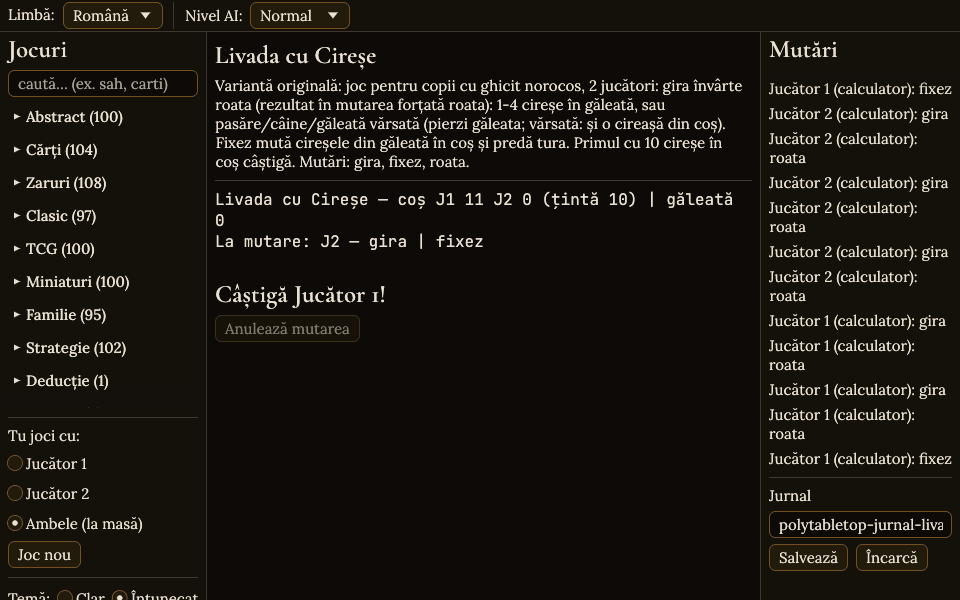 Limbă: Română ▼ Nivel AI: Normal ▼
Jocuri
caută... (ex. sah, carti)
▸ Abstract (100)
▸ Cărți (104)
▸ Zaruri (108)
▸ Clasic (97)
▸ TCG (100)
▸ Miniaturi (100)
▸ Familie (95)
▸ Strategie (102)
▸ Deducție (1)
Tu joci cu:
Jucător 1
Jucător 2
Ambele (la masă)
Joc nou
Temă: Clar Întunecat
Livada cu Cireșe
Variantă originală: joc pentru copii cu ghicit norocos, 2 jucători: gira învârte
roata (rezultat în mutarea forțată roata): 1-4 cireșe în găleată, sau
pasăre/câine/găleată vărsată (pierzi găleata; vărsată: și o cireașă din coș).
Fixez mută cireșele din găleată în coș și predă tura. Primul cu 10 cireșe în
coș câștigă. Mutări: gira, fixez, roata.
Livada cu Cireșe — coș J1 11 J2 0 (țintă 10) | găleată
0
La mutare: J2 — gira | fixez
Câștigă Jucător 1!
Anulează mutarea
Mutări
Jucător 1 (calculator): fixez
Jucător 2 (calculator): gira
Jucător 2 (calculator):
roata
Jucător 2 (calculator): gira
Jucător 2 (calculator):
roata
Jucător 2 (calculator): gira
Jucător 2 (calculator):
roata
Jucător 1 (calculator): gira
Jucător 1 (calculator):
roata
Jucător 1 (calculator): gira
Jucător 1 (calculator):
roata
Jucător 1 (calculator): fixez
Jurnal
polytabletop-jurnal-liva
Salvează Încarcă